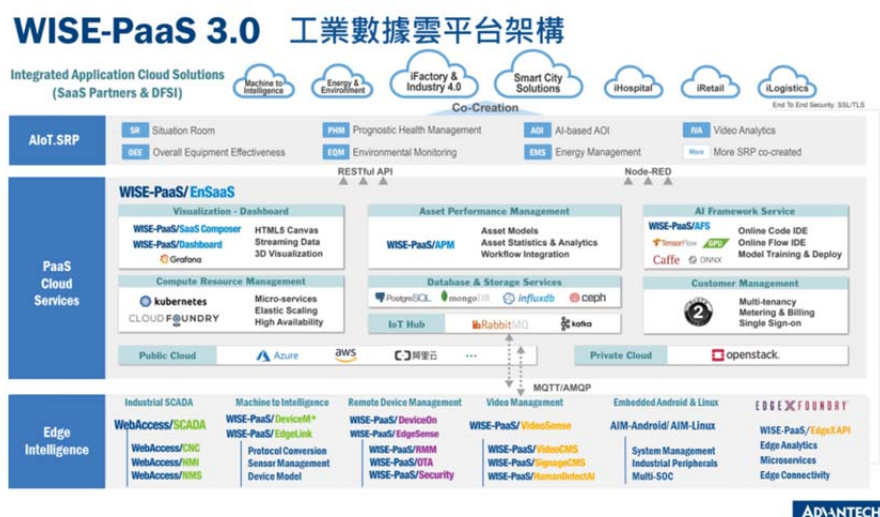 WISE-PaaS 3.0 工業數據雲平台架構
Integrated Application Cloud Solutions
(SaaS Partners & DFSI)
Machine to
Intelligence
Energy &
Environment
iFactory &
Industry 4.0
Smart City
Solutions
iHospital
iRetail
iLogistics
Co-Creation
End To End Security: SSL/TLS
AIoT.SRP
SR Situation Room
PHM Prognostic Health Management
AOI AI-based AOI
IVA Video Analytics
OEE Overall Equipment Effectiveness
EQM Environmental Monitoring
EMS Energy Management
More More SRP co-created
RESTful API
Node-RED
PaaS
Cloud
Services
WISE-PaaS/EnSaaS
Visualization - Dashboard
WISE-PaaS/SaaS Composer
WISE-PaaS/Dashboard
Grafana
HTML5 Canvas
Streaming Data
3D Visualization
Asset Performance Management
WISE-PaaS/APM
Asset Models
Asset Statistics & Analytics
Workflow Integration
AI Framework Service
WISE-PaaS/AFS
TensorFlow GPU
Caffe ONNX
Online Code IDE
Online Flow IDE
Model Training & Deploy
Compute Resource Management
kubernetes
CLOUD FOUNDRY
Micro-services
Elastic Scaling
High Availability
Database & Storage Services
PostgreSQL mongoDB influxdb ceph
IoT Hub RabbitMQ kafka
Customer Management
2
Multi-tenancy
Metering & Billing
Single Sign-on
Public Cloud Azure aws 阿里云 ...
Private Cloud openstack.
MQTT/AMQP
Edge
Intelligence
Industrial SCADA
WebAccess/SCADA
WebAccess/CNC
WebAccess/HMI
WebAccess/NMS
Machine to Intelligence
WISE-PaaS/DeviceM+
WISE-PaaS/EdgeLink
Protocol Conversion
Sensor Management
Device Model
Remote Device Management
WISE-PaaS/DeviceOn
WISE-PaaS/EdgeSense
WISE-PaaS/RMM
WISE-PaaS/OTA
WISE-PaaS/Security
Video Management
WISE-PaaS/VideoSense
WISE-PaaS/VideoCMS
WISE-PaaS/SignageCMS
WISE-PaaS/HumanDetectAI
Embedded Android & Linux
AIM-Android/ AIM-Linux
System Management
Industrial Peripherals
Multi-SOC
EDGE X FOUNDRY
WISE-PaaS/EdgeX API
Edge Analytics
Microservices
Edge Connectivity
ADVANTECH